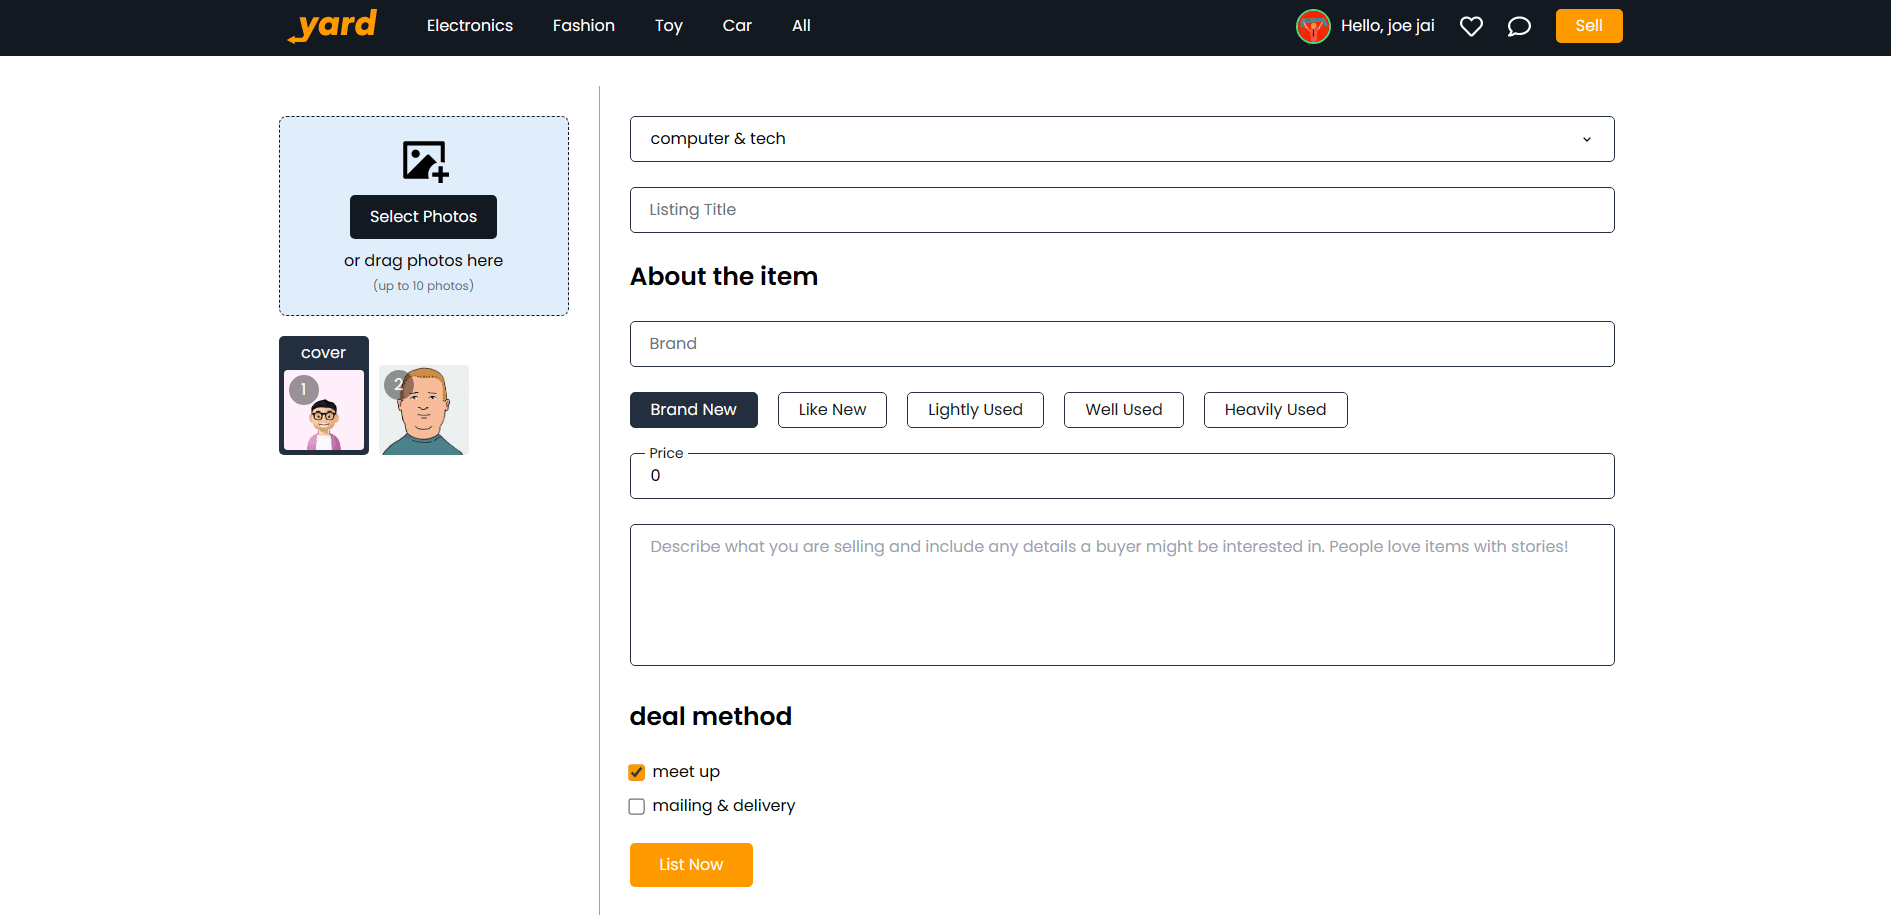 yard
Electronics Fashion Toy Car All
Hello, joe jai
Sell
Select Photos
or drag photos here
(up to 10 photos)
cover
1
2
computer & tech
Listing Title
About the item
Brand
Brand New Like New Lightly Used Well Used Heavily Used
Price
0
Describe what you are selling and include any details a buyer might be interested in. People love items with stories!
deal method
meet up
mailing & delivery
List Now